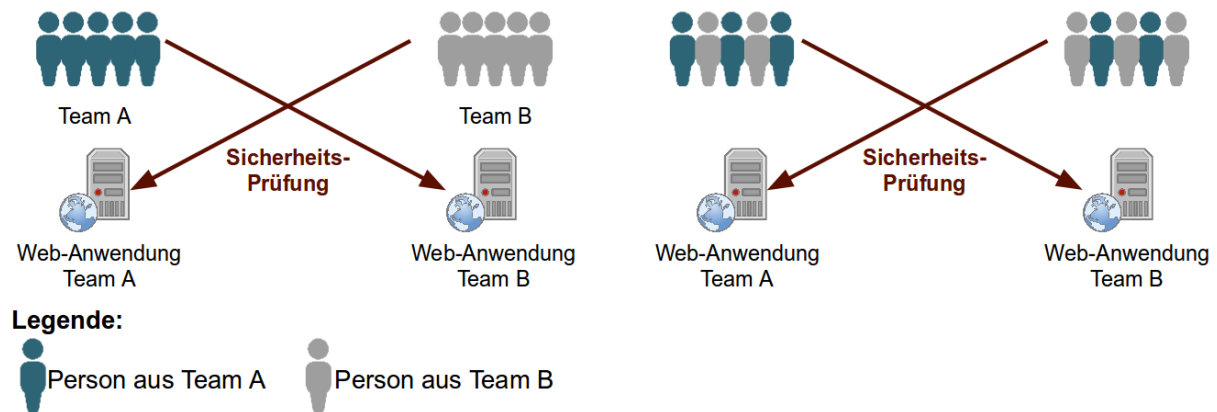 Team A
Team B
Sicherheits-
Prüfung
Web-Anwendung
Team A
Web-Anwendung
Team B
Sicherheits-
Prüfung
Web-Anwendung
Team A
Web-Anwendung
Team B
Legende:
Person aus Team A
Person aus Team B